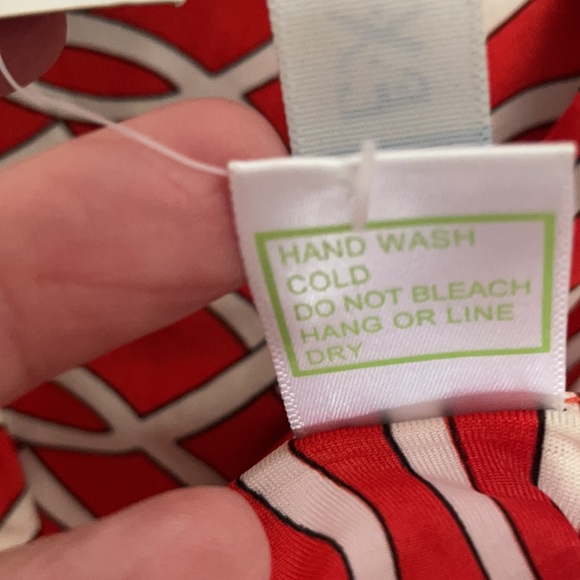 HAND WASH
COLD
DO NOT BLEACH
HANG OR LINE
DRY